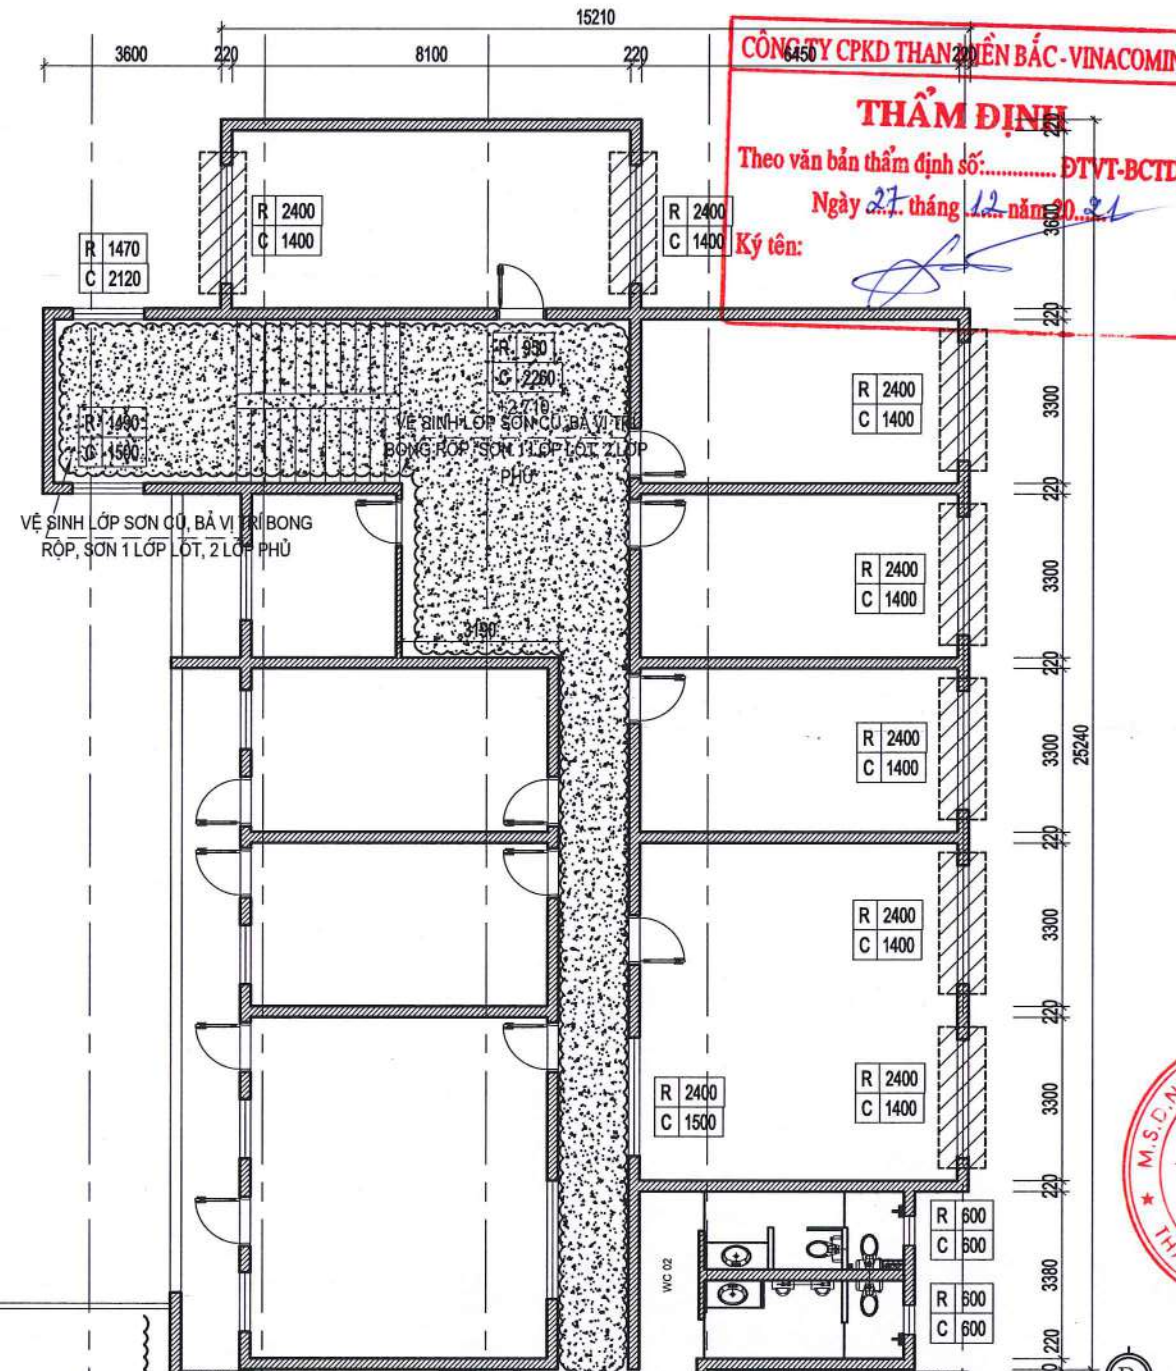 15210
3600 220 8100 220 6450 220
CÔNG TY CPKD THAN MIỀN BẮC - VINACOMIN
THẨM ĐỊNH
Theo văn bản thẩm định số:.............. ĐTVT-BCTD
Ngày 27 tháng 12 năm 2021
Ký tên:
220
3600
220
3300
220
3300
220
3300
220
3300
220
3300
220
3380
220
25240
R 2400
C 1400
R 2400
C 1400
R 1470
C 2120
R 950
C 2260
+2.710
VỆ SINH LỚP SƠN CŨ, BẢ VỊ TRÍ
BONG RỘP, SƠN 1 LỚP LÓT, 2 LỚP
PHỦ
R 1490
C 1500
VỆ SINH LỚP SƠN CŨ, BẢ VỊ TRÍ BONG
RỘP, SƠN 1 LỚP LÓT, 2 LỚP PHỦ
R 2400
C 1400
R 2400
C 1400
3190
R 2400
C 1400
R 2400
C 1400
R 2400
C 1400
R 2400
C 1500
WC 02
R 600
C 600
R 600
C 600
★ M.S.D.N